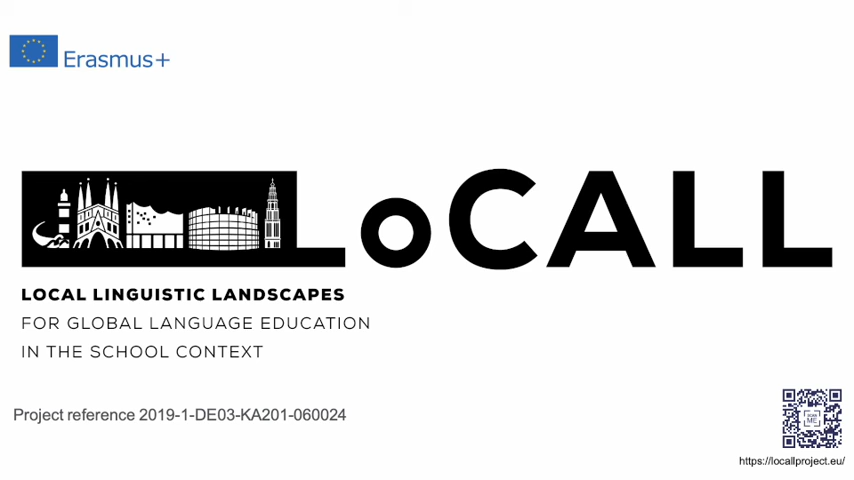 Erasmus+
LoCALL
LOCAL LINGUISTIC LANDSCAPES
FOR GLOBAL LANGUAGE EDUCATION
IN THE SCHOOL CONTEXT
Project reference 2019-1-DE03-KA201-060024
https://locallproject.eu/